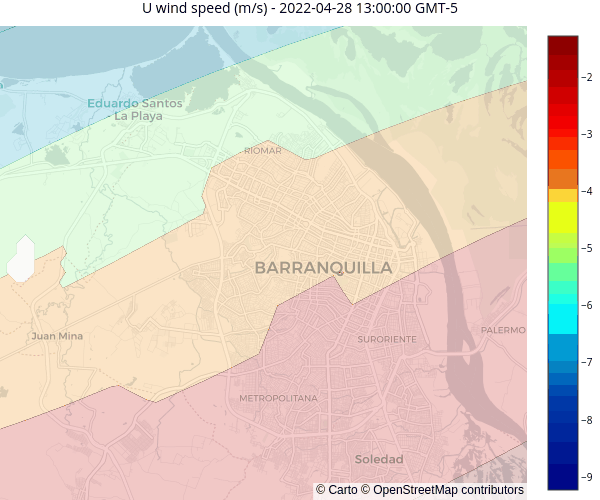 U wind speed (m/s) - 2022-04-28 13:00:00 GMT-5
Eduardo Santos
- La Playa
RIOMAR
BARRANQUILLA
Juan Mina
SURORIENTE
PALERMO
METROPOLITANA
Soledad
−2
−3
−4
−5
−6
−7
−8
−9
© Carto © OpenStreetMap contributors